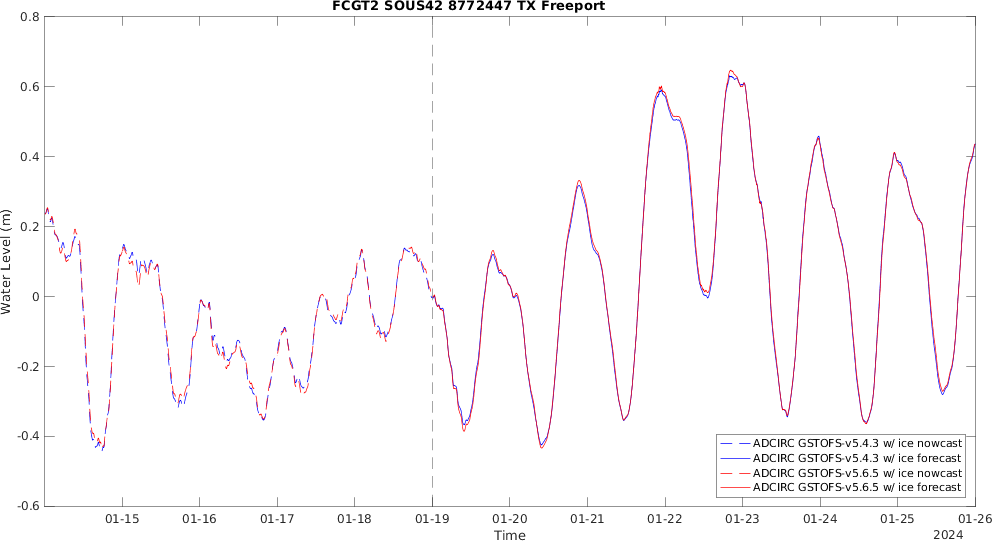 FCGT2 SOUS42 8772447 TX Freeport
Water Level (m)
0.8
0.6
0.4
0.2
0
-0.2
-0.4
-0.6
01-15 01-16 01-17 01-18 01-19 01-20 01-21 01-22 01-23 01-24 01-25 01-26
Time
2024
ADCIRC GSTOFS-v5.4.3 w/ ice nowcast
ADCIRC GSTOFS-v5.4.3 w/ ice forecast
ADCIRC GSTOFS-v5.6.5 w/ ice nowcast
ADCIRC GSTOFS-v5.6.5 w/ ice forecast